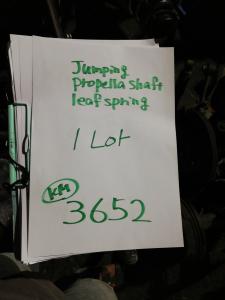 Jumping
propella shaft
leaf spring
1 Lot
KM
3652